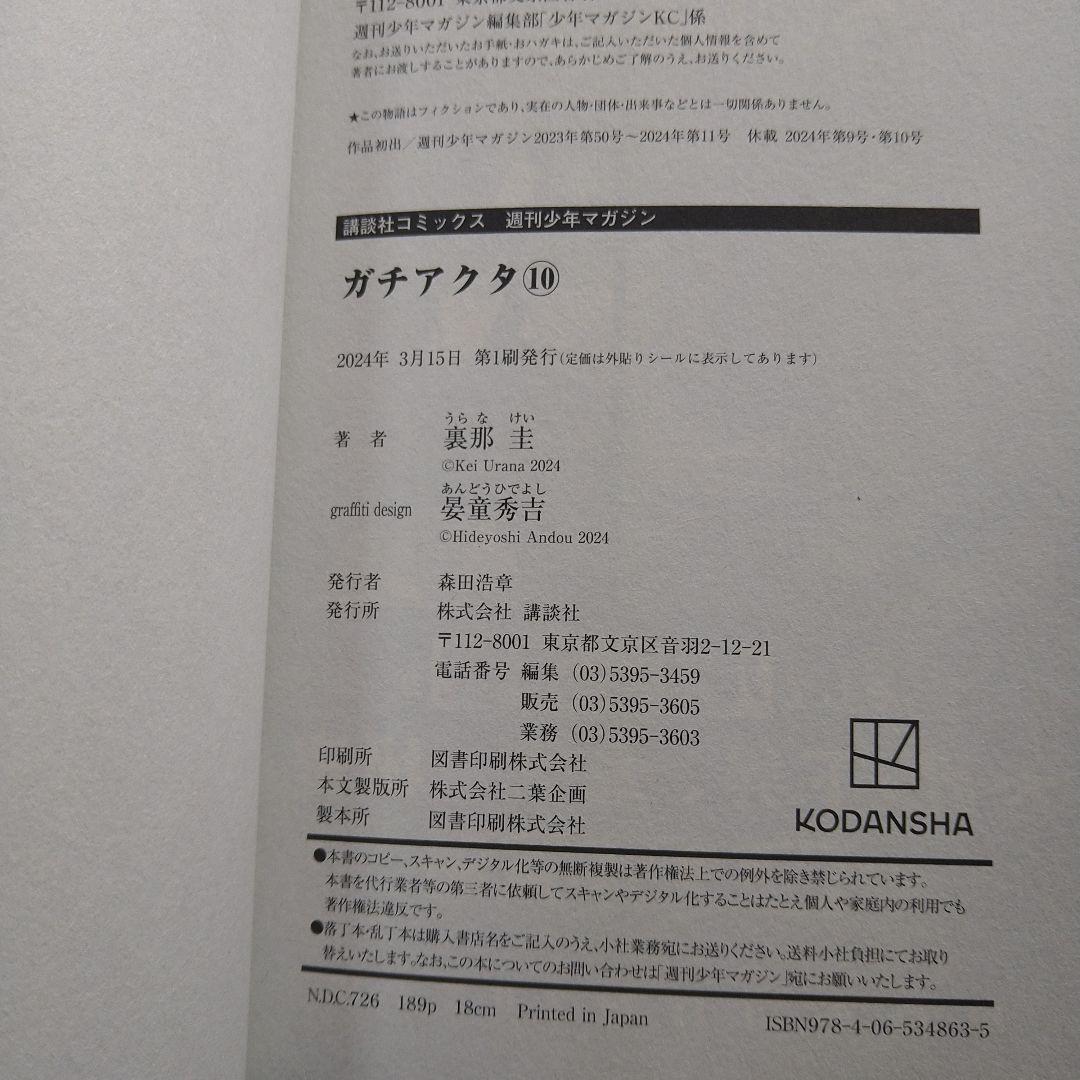 〒112-8001
週刊少年マガジン編集部「少年マガジンKC」係
なお、お送りいただいたお手紙・おハガキは、ご記入いただいた個人情報を含めて
著者にお渡しすることがありますので、あらかじめご了解のうえ、お送りください。
★この物語はフィクションであり、実在の人物・団体・出来事などとは一切関係ありません。
作品初出／週刊少年マガジン2023年第50号～2024年第11号 休載 2024年第9号・第10号
講談社コミックス 週刊少年マガジン
ガチアクタ⑩
2024年 3月15日 第1刷発行(定価は外貼りシールに表示してあります)
うらな けい
著 者 裏那 圭
©Kei Urana 2024
あんどうひでよし
graffiti design 晏童秀吉
©Hideyoshi Andou 2024
発行者 森田浩章
発行所 株式会社 講談社
〒112-8001 東京都文京区音羽2-12-21
電話番号 編集 (03)5395-3459
販売 (03)5395-3605
業務 (03)5395-3603
印刷所 図書印刷株式会社
本文製版所 株式会社二葉企画
製本所 図書印刷株式会社
KODANSHA
●本書のコピー、スキャン、デジタル化等の無断複製は著作権法上での例外を除き禁じられています。
本書を代行業者等の第三者に依頼してスキャンやデジタル化することはたとえ個人や家庭内の利用でも
著作権法違反です。
●落丁本・乱丁本は購入書店名をご記入のうえ、小社業務宛にお送りください。送料小社負担にてお取り
替えいたします。なお、この本についてのお問い合わせは「週刊少年マガジン」宛にお願いいたします。
N.D.C.726 189p 18cm Printed in Japan
ISBN978-4-06-534863-5